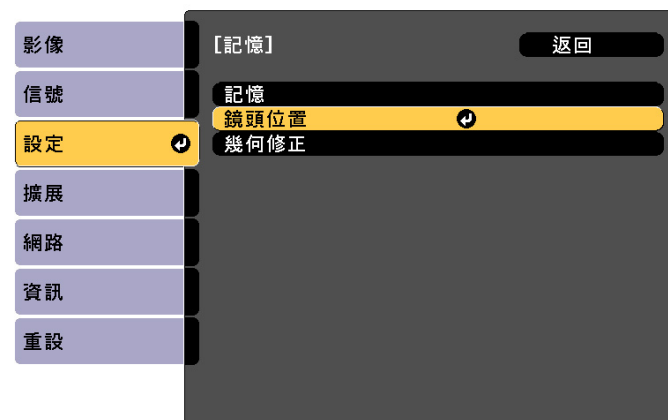 影像
信號
設定
擴展
網路
資訊
重設
[記憶]
返回
記憶
鏡頭位置
幾何修正